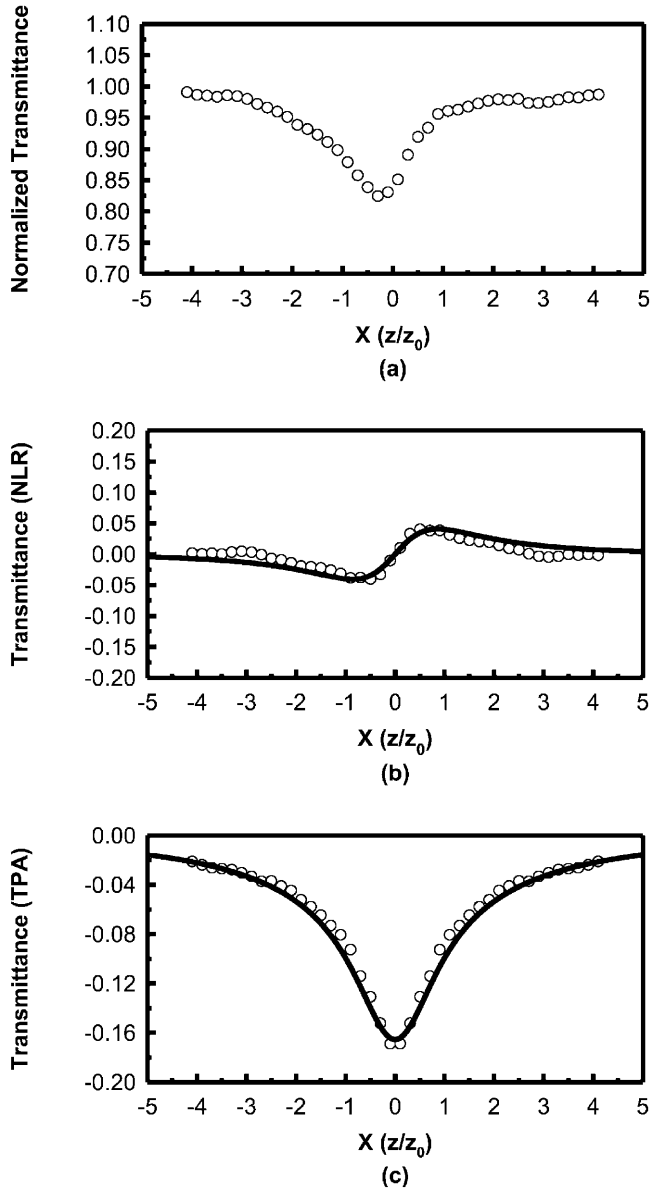 Normalized Transmittance
1.10
1.05
1.00
0.95
0.90
0.85
0.80
0.75
0.70
-5 -4 -3 -2 -1 0 1 2 3 4 5
X (z/z0)
(a)
Transmittance (NLR)
0.20
0.15
0.10
0.05
0.00
-0.05
-0.10
-0.15
-0.20
-5 -4 -3 -2 -1 0 1 2 3 4 5
X (z/z0)
(b)
Transmittance (TPA)
0.00
-0.04
-0.08
-0.12
-0.16
-0.20
-5 -4 -3 -2 -1 0 1 2 3 4 5
X (z/z0)
(c)